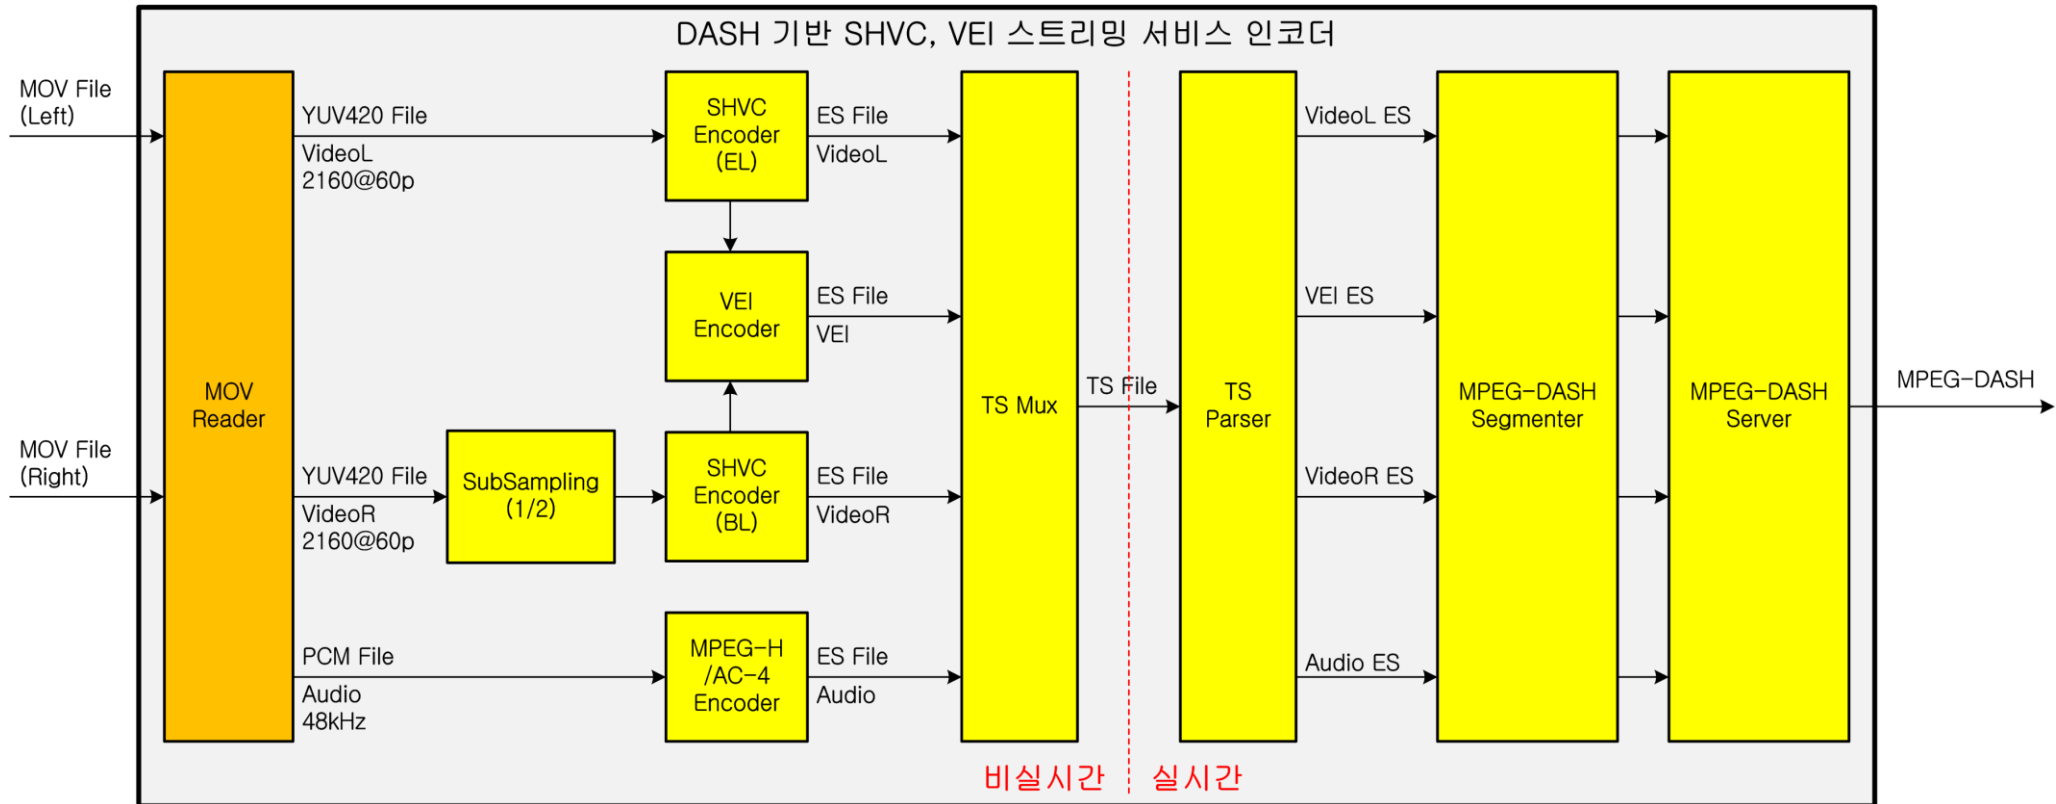 DASH 기반 SHVC, VEI 스트리밍 서비스 인코더
MOV File
(Left)
MOV File
(Right)
MOV
Reader
YUV420 File
VideoL
2160@60p
YUV420 File
VideoR
2160@60p
PCM File
Audio
48kHz
SubSampling
(1/2)
SHVC
Encoder
(EL)
VEI
Encoder
SHVC
Encoder
(BL)
MPEG-H
/AC-4
Encoder
ES File
VideoL
ES File
VEI
ES File
VideoR
ES File
Audio
TS Mux
TS File
TS
Parser
VideoL ES
VEI ES
VideoR ES
Audio ES
MPEG-DASH
Segmenter
MPEG-DASH
Server
MPEG-DASH
비실시간
실시간